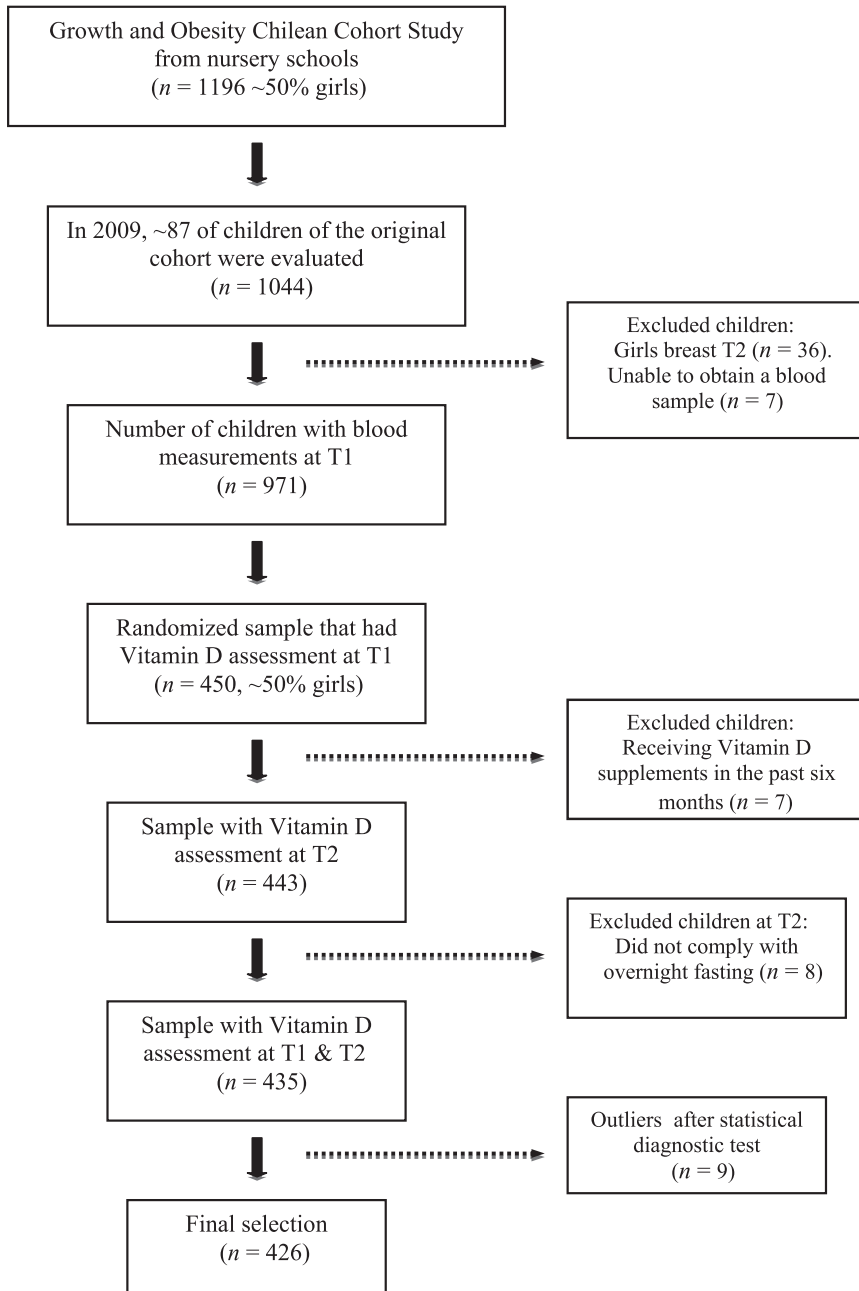 Growth and Obesity Chilean Cohort Study
from nursery schools
(n = 1196 ~50% girls)
In 2009, ~87 of children of the original
cohort were evaluated
(n = 1044)
Excluded children:
Girls breast T2 (n = 36).
Unable to obtain a blood
sample (n = 7)
Number of children with blood
measurements at T1
(n = 971)
Randomized sample that had
Vitamin D assessment at T1
(n = 450, ~50% girls)
Excluded children:
Receiving Vitamin D
supplements in the past six
months (n = 7)
Sample with Vitamin D
assessment at T2
(n = 443)
Excluded children at T2:
Did not comply with
overnight fasting (n = 8)
Sample with Vitamin D
assessment at T1 & T2
(n = 435)
Outliers after statistical
diagnostic test
(n = 9)
Final selection
(n = 426)